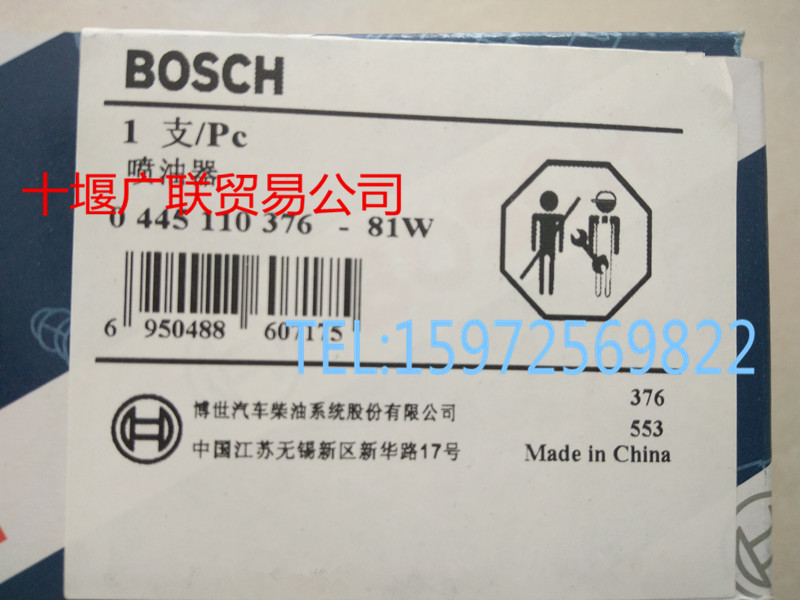 BOSCH
1 支/Pc
喷油器
十堰广联贸易公司
0 445 110 376 - 81W
6 950488 607175
TEL:15972569822
博世汽车柴油系统股份有限公司
中国江苏无锡新区新华路17号
376
553
Made in China